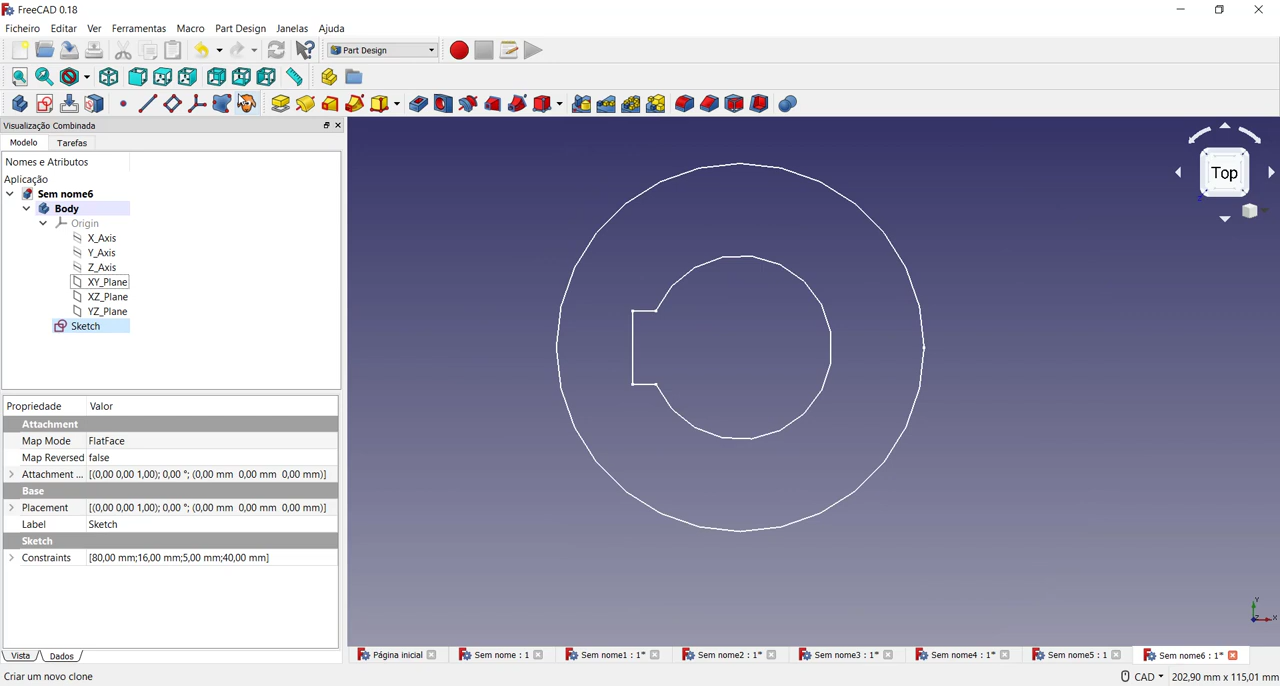 FreeCAD 0.18
Ficheiro Editar Ver Ferramentas Macro Part Design Janelas Ajuda
Part Design
Visualização Combinada
Modelo Tarefas
Nomes e Atributos
Aplicação
Sem nome6
Body
Origin
X_Axis
Y_Axis
Z_Axis
XY_Plane
XZ_Plane
YZ_Plane
Sketch
Propriedade Valor
Attachment
Map Mode FlatFace
Map Reversed false
Attachment ... [(0,00 0,00 1,00); 0,00 °; (0,00 mm 0,00 mm 0,00 mm)]
Base
Placement [(0,00 0,00 1,00); 0,00 °; (0,00 mm 0,00 mm 0,00 mm)]
Label Sketch
Sketch
Constraints [80,00 mm;16,00 mm;5,00 mm;40,00 mm]
Vista Dados
Top
Z
Y
Z X
Página inicial Sem nome : 1 Sem nome1 : 1* Sem nome2 : 1* Sem nome3 : 1* Sem nome4 : 1* Sem nome5 : 1 Sem nome6 : 1*
Criar um novo clone CAD 202,90 mm x 115,01 mm